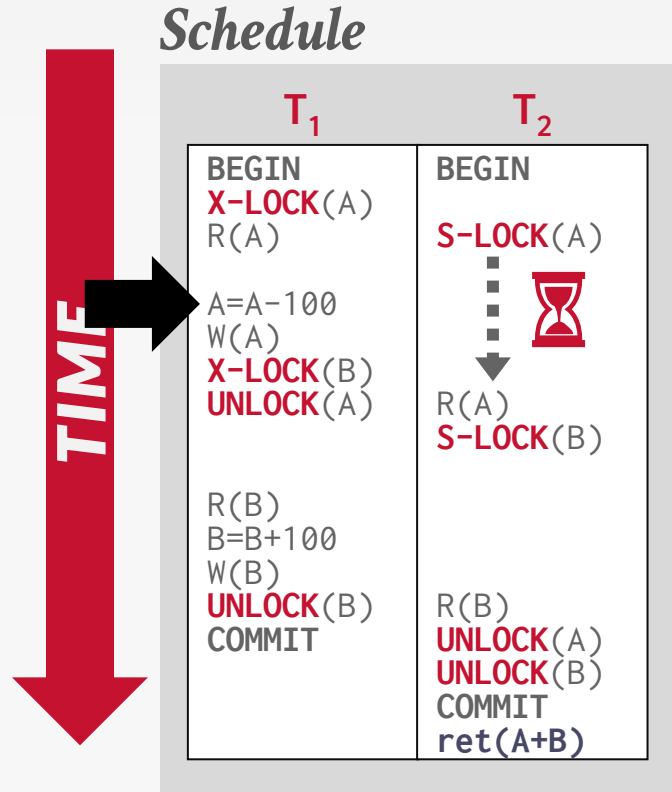 Schedule
TIME
T1
T2
BEGIN
X-LOCK(A)
R(A)
A=A-100
W(A)
X-LOCK(B)
UNLOCK(A)
R(B)
B=B+100
W(B)
UNLOCK(B)
COMMIT
BEGIN
S-LOCK(A)
R(A)
S-LOCK(B)
R(B)
UNLOCK(A)
UNLOCK(B)
COMMIT
ret(A+B)